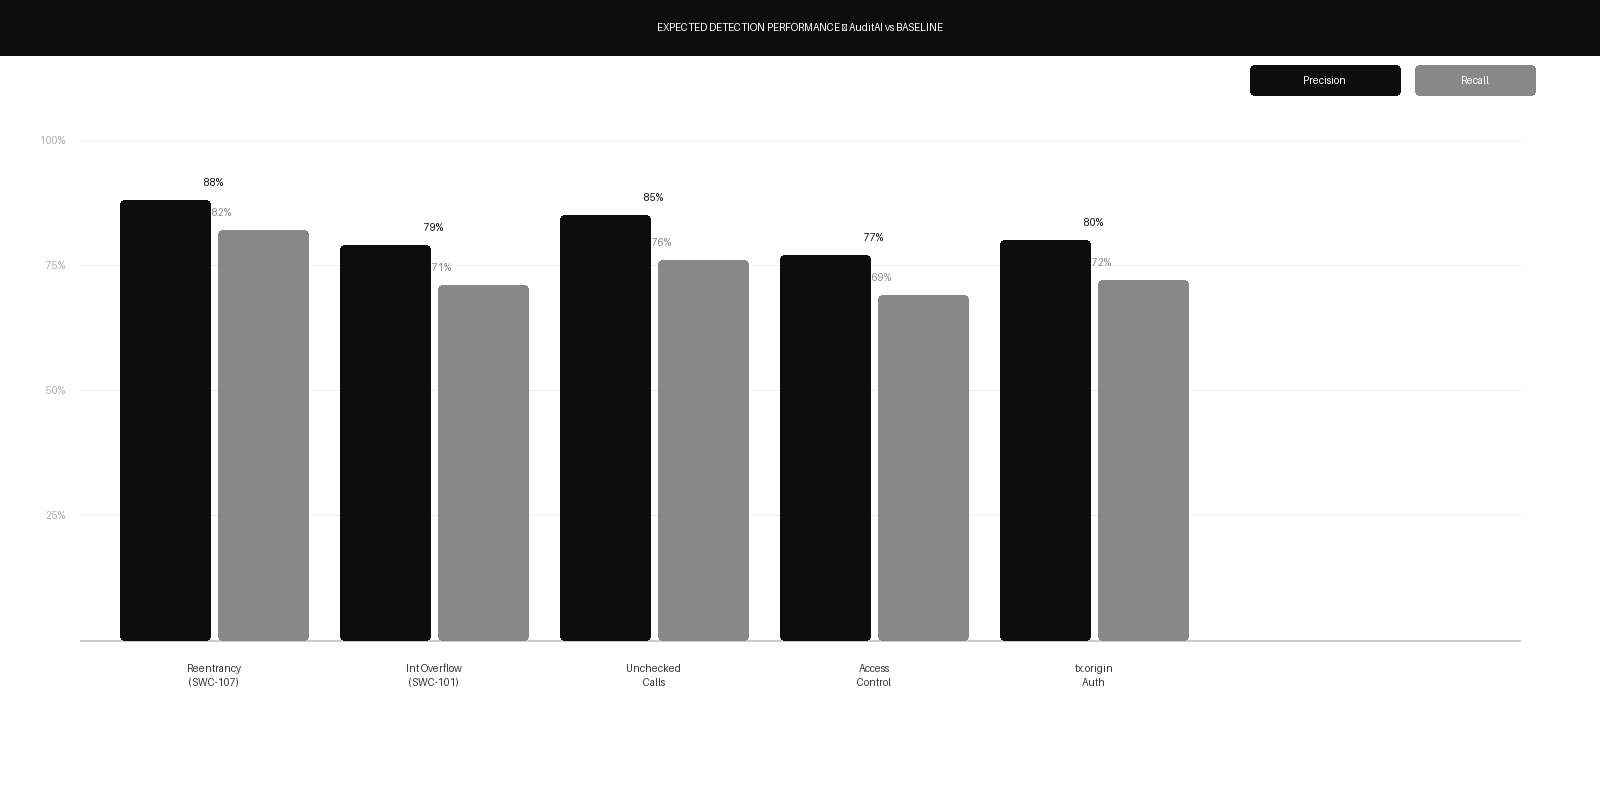 EXPECTED DETECTION PERFORMANCE ☒ AuditAI vs BASELINE
Precision
Recall
100%
88%
82%
79%
71%
85%
76%
77%
69%
80%
72%
75%
50%
25%
Reentrancy
(SWC-107)
Int Overflow
(SWC-101)
Unchecked
Calls
Access
Control
tx.origin
Auth